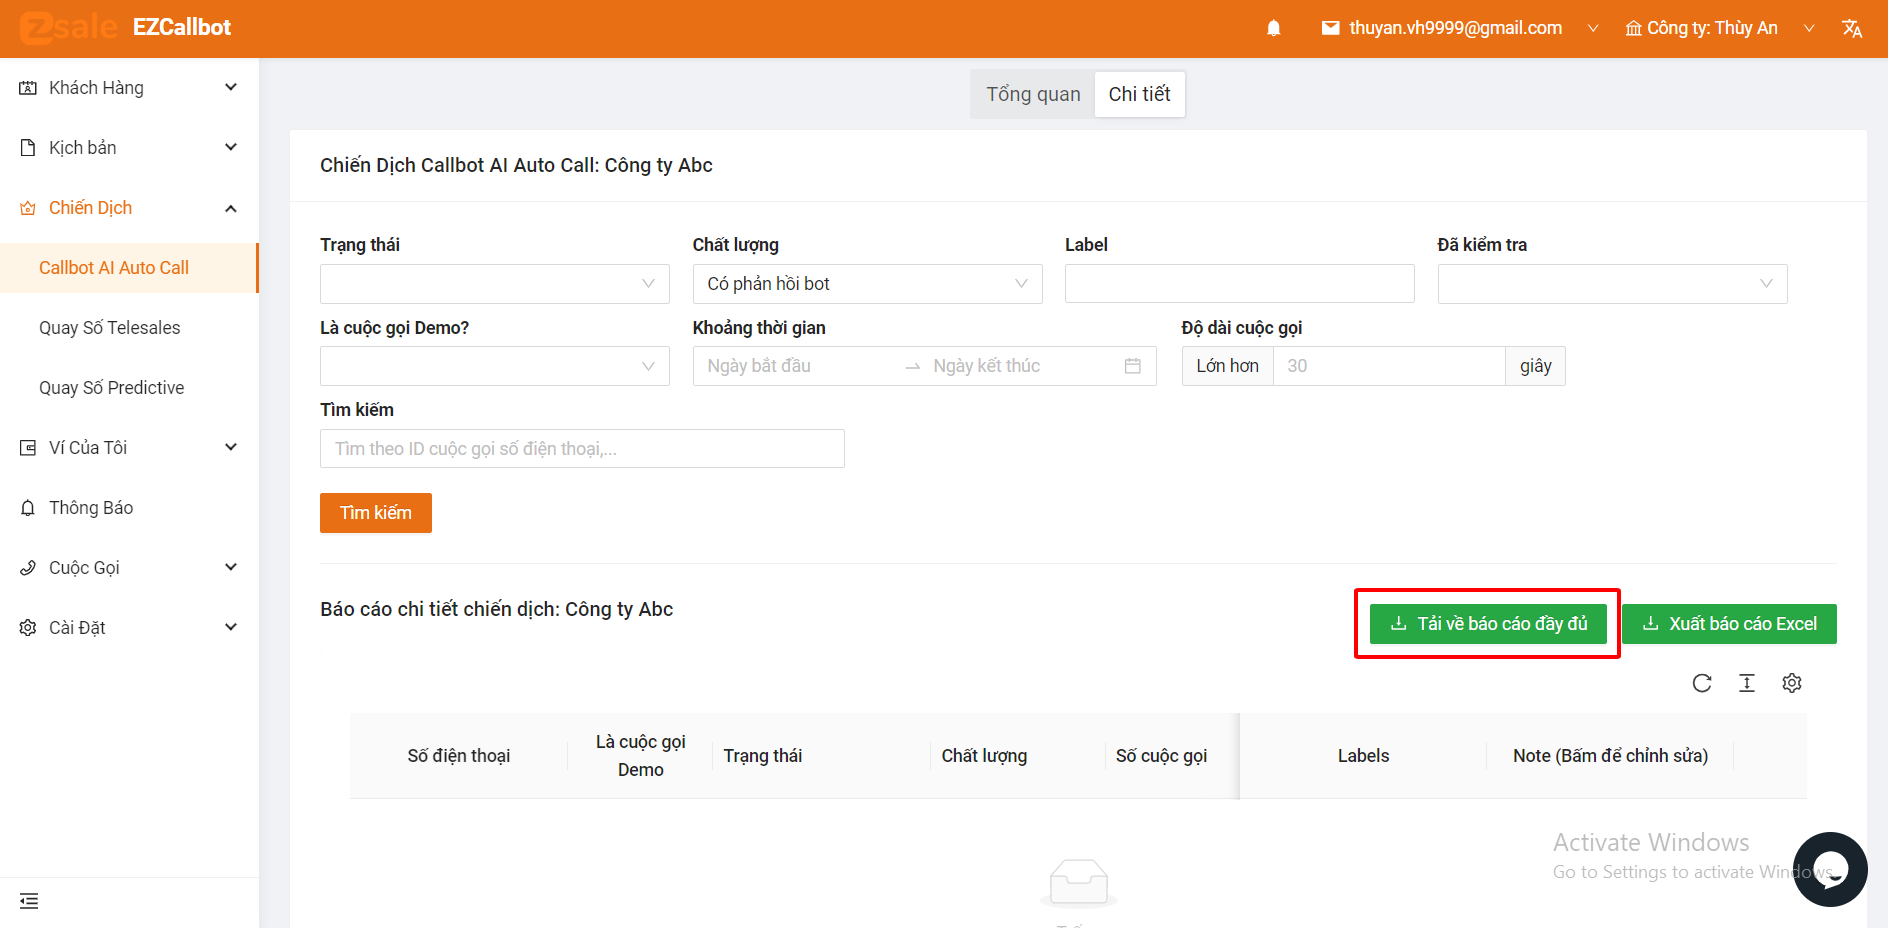 ezsale EZCallbot
thuyan.vh9999@gmail.com
Công ty: Thùy An
Khách Hàng
Kịch bản
Chiến Dịch
Callbot AI Auto Call
Quay Số Telesales
Quay Số Predictive
Ví Của Tôi
Thông Báo
Cuộc Gọi
Cài Đặt
Tổng quan Chi tiết
Chiến Dịch Callbot AI Auto Call: Công ty Abc
Trạng thái Chất lượng Label Đã kiểm tra
Có phản hồi bot
Là cuộc gọi Demo? Khoảng thời gian Độ dài cuộc gọi
Ngày bắt đầu Ngày kết thúc Lớn hơn 30 giây
Tìm kiếm
Tìm theo ID cuộc gọi số điện thoại,...
Tìm kiếm
Báo cáo chi tiết chiến dịch: Công ty Abc
Tải về báo cáo đầy đủ Xuất báo cáo Excel
Số điện thoại Là cuộc gọi Demo Trạng thái Chất lượng Số cuộc gọi Labels Note (Bấm để chỉnh sửa)
Activate Windows
Go to Settings to activate Windows.